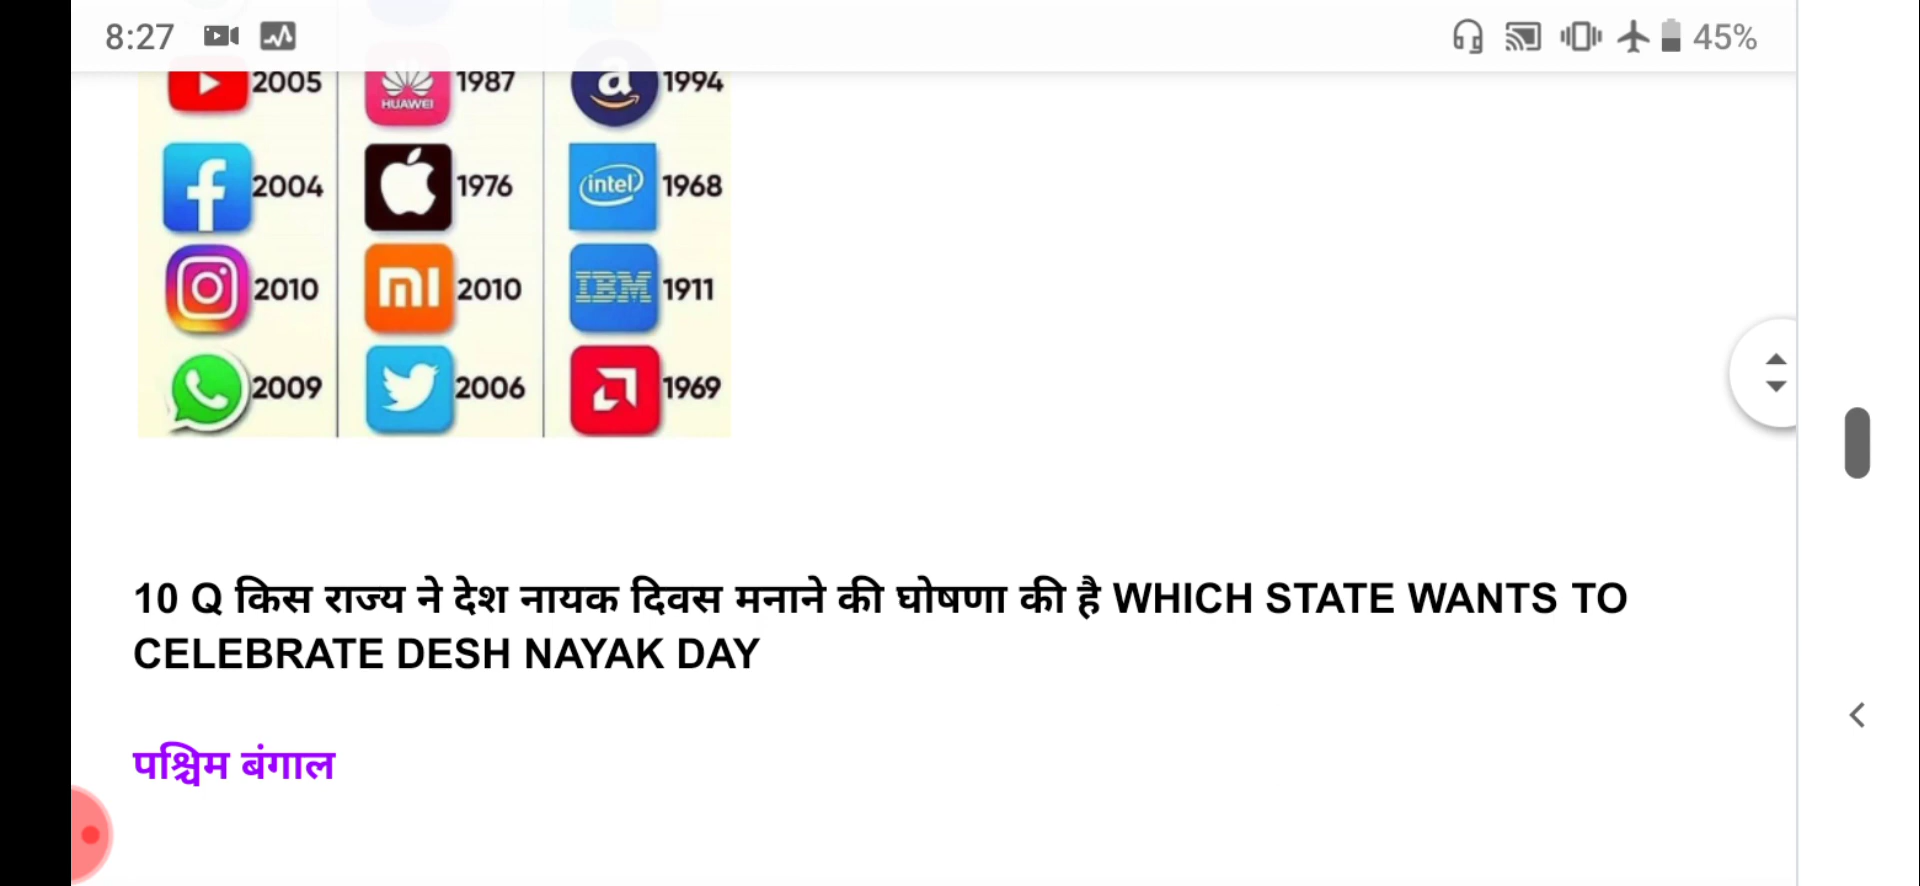 8:27 45%
2005 HUAWEI 1987 a 1994
f 2004 1976 intel 1968
2010 mi 2010 IBM 1911
2009 2006 1969
10 Q किस राज्य ने देश नायक दिवस मनाने की घोषणा की है WHICH STATE WANTS TO
CELEBRATE DESH NAYAK DAY
पश्चिम बंगाल